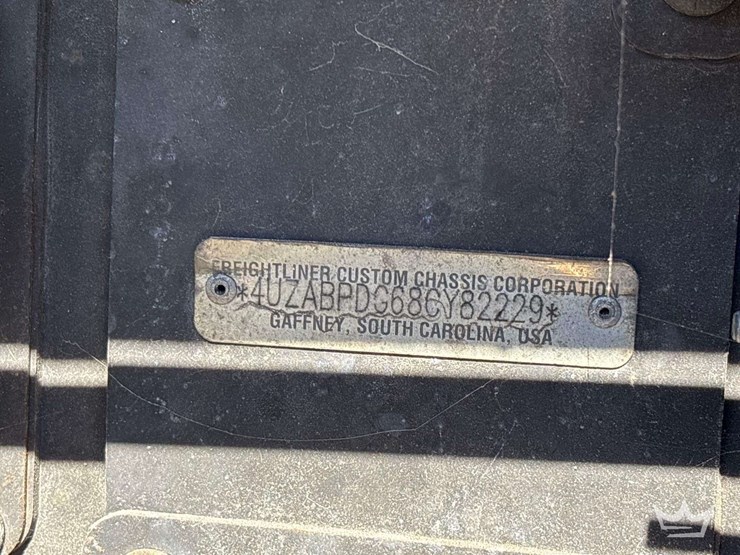 FREIGHTLINER CUSTOM CHASSIS CORPORATION
*4UZABPDG68CY82229*
GAFFNEY, SOUTH CAROLINA, USA